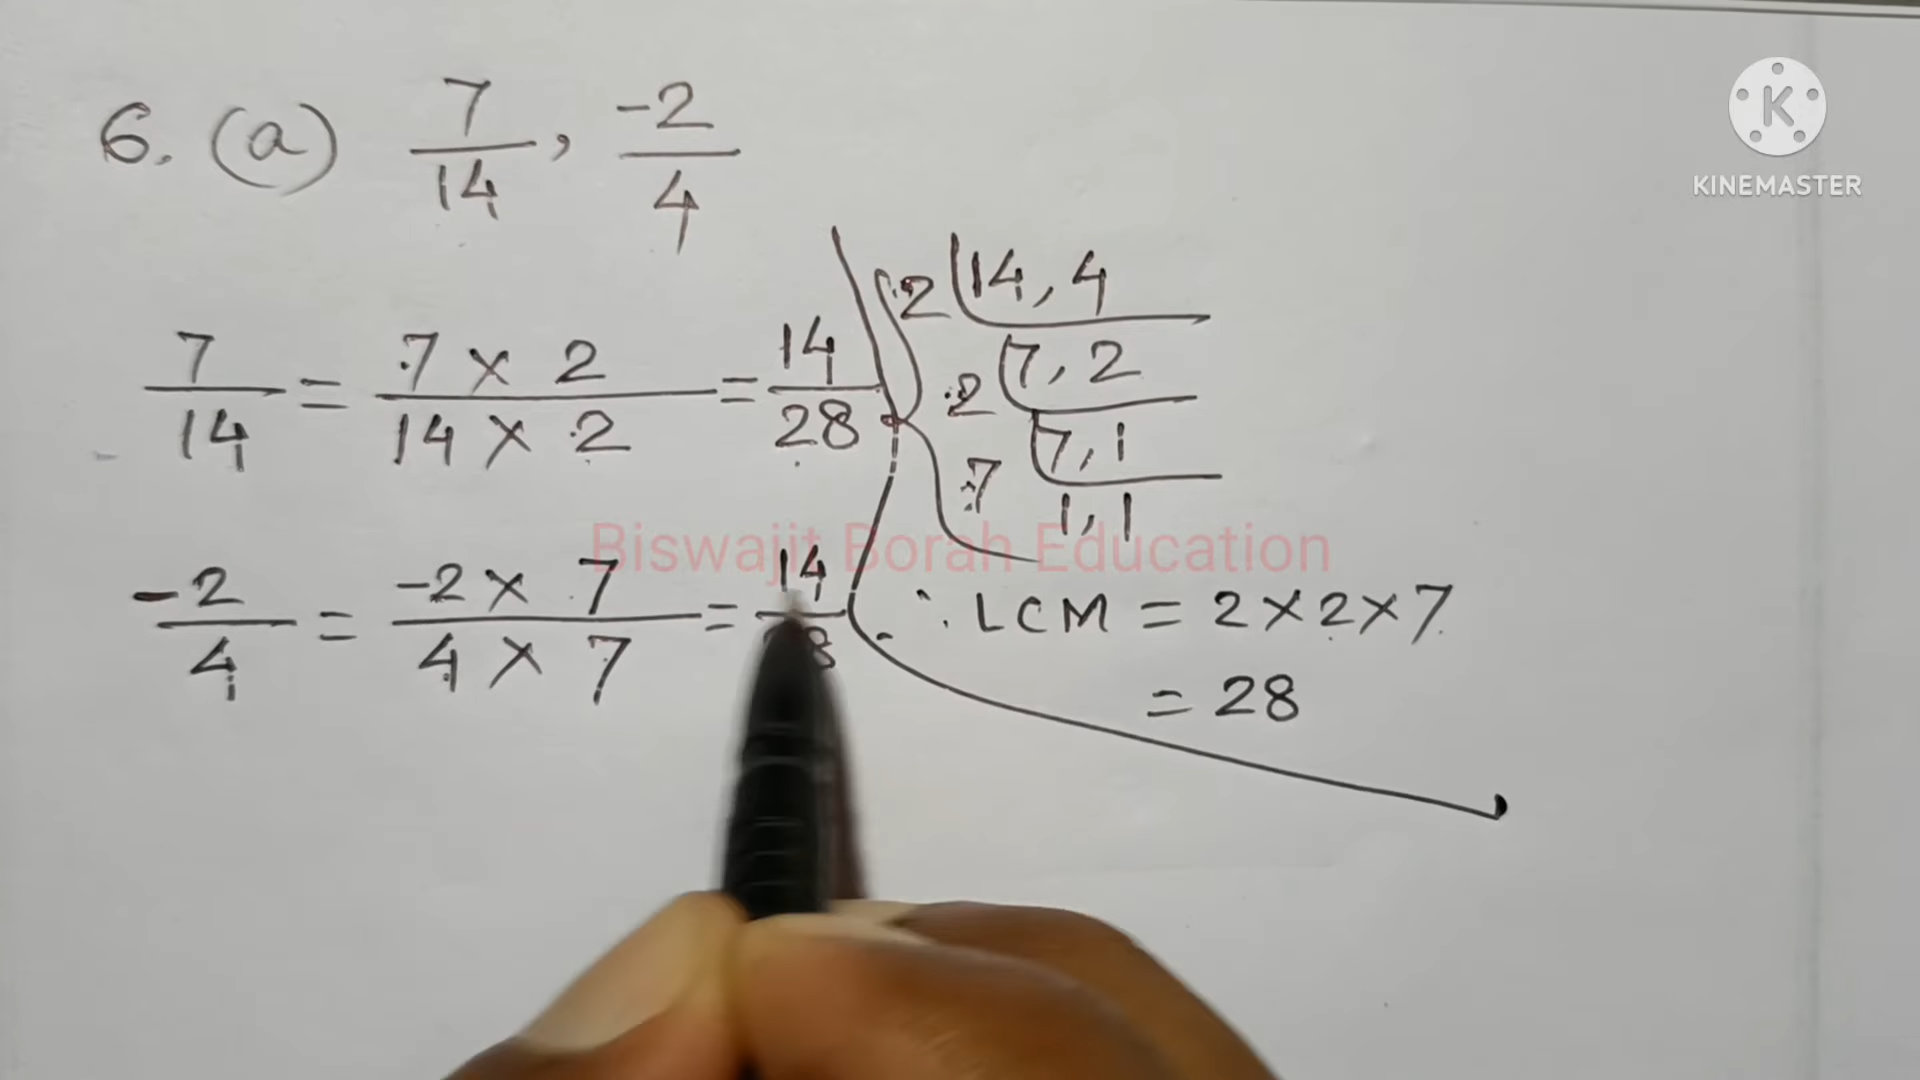 KINEMASTER
6. (a) 7/14, -2/4
2 | 14, 4
2 | 7, 2
7 | 7, 1
1, 1
7/14 = 7 × 2/14 × 2 = 14/28
-2/4 = -2 × 7/4 × 7 = 14/8
∴ LCM = 2 × 2 × 7
= 28
Biswajit Borah Education